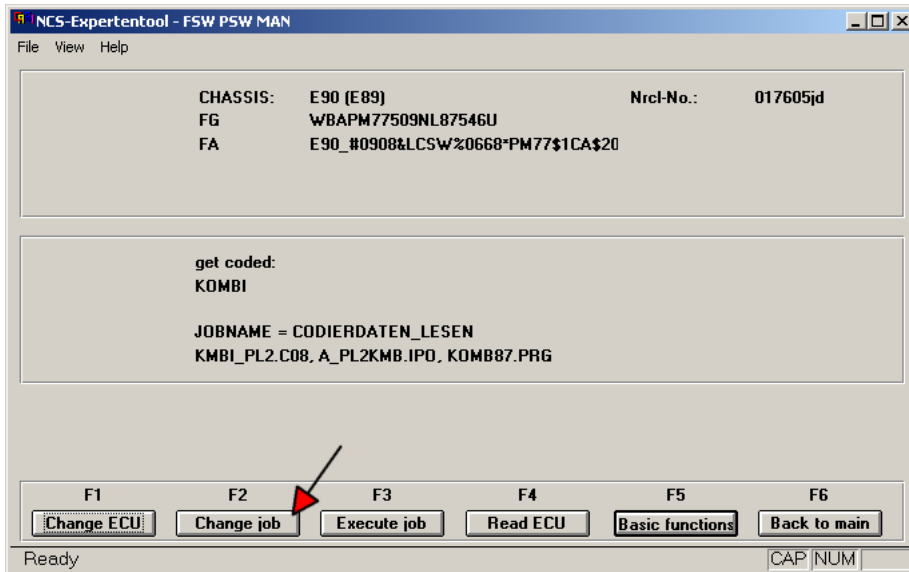 NCS-Expertentool - FSW PSW MAN
File View Help
CHASSIS: E90 (E89) Nrcl-No.: 017605jd
FG WBAPM77509NL87546U
FA E90_#0908&LCSW%0668*PM77$1CA$20
get coded:
KOMBI
JOBNAME = CODIERDATEN_LESEN
KMBI_PL2.C08, A_PL2KMB.IPO, KOMB87.PRG
F1 F2 F3 F4 F5 F6
Change ECU Change job Execute job Read ECU Basic functions Back to main
Ready CAP NUM